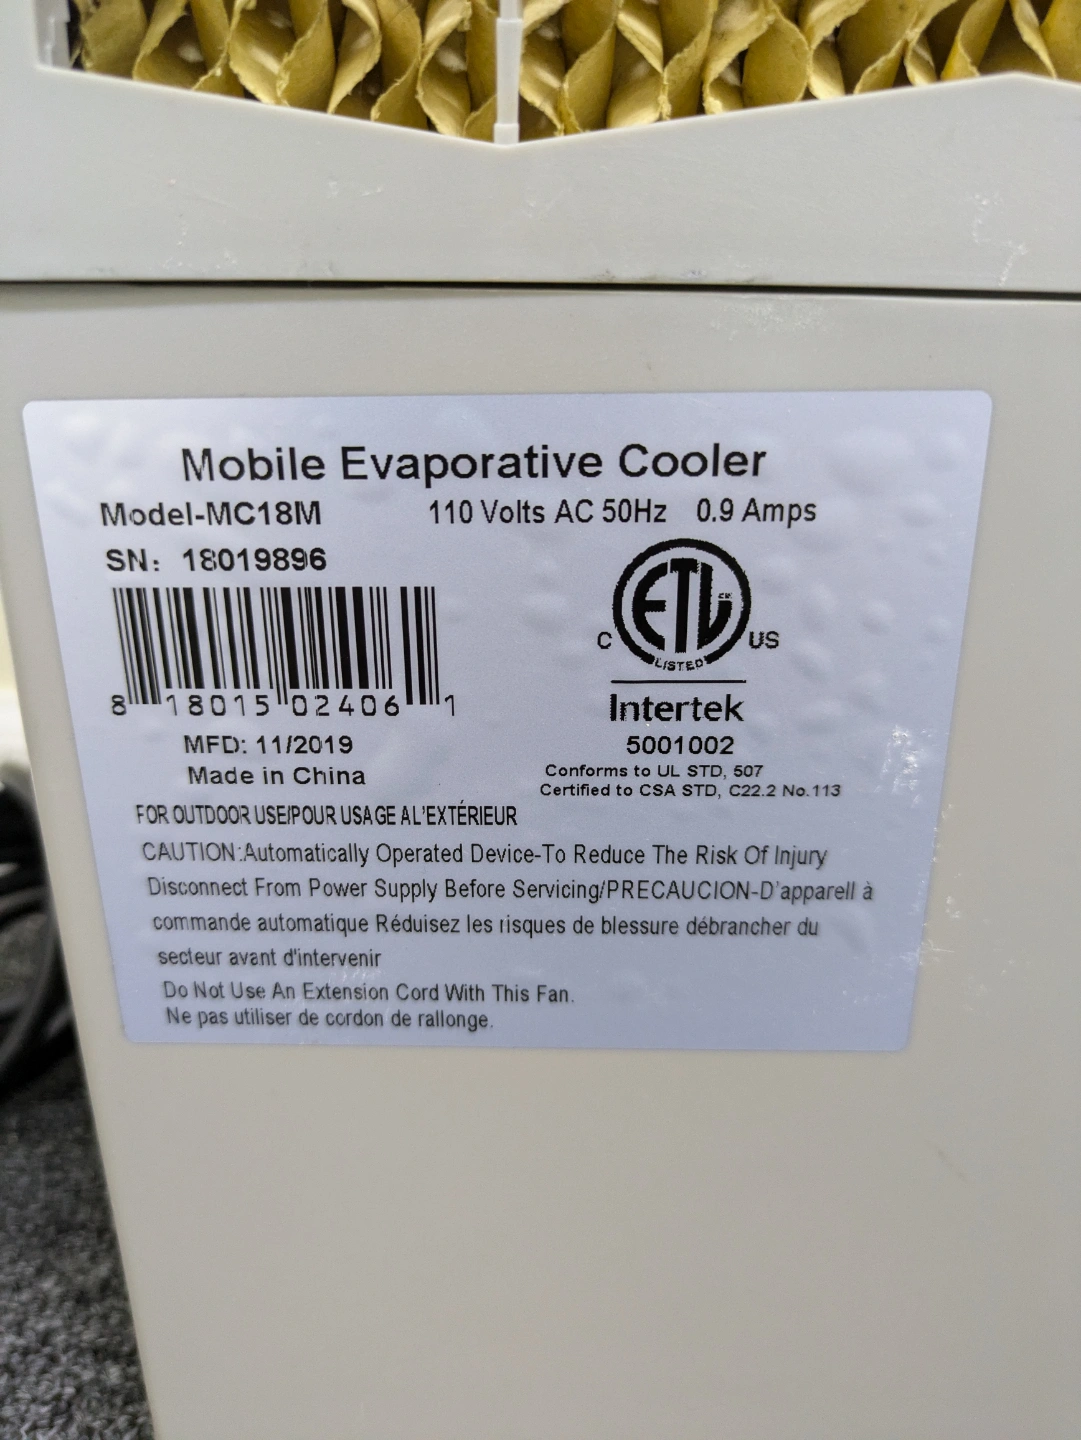 Mobile Evaporative Cooler
Model-MC18M 110 Volts AC 50Hz 0.9 Amps
SN: 18019896
ETL CM
LISTED
C US
Intertek
5001002
Conforms to UL STD, 507
Certified to CSA STD, C22.2 No.113
8 18015 02406 1
MFD: 11/2019
Made in China
FOR OUTDOOR USE/POUR USAGE A L'EXTÉRIEUR
CAUTION:Automatically Operated Device-To Reduce The Risk Of Injury
Disconnect From Power Supply Before Servicing/PRECAUCION-D'apparell à
commande automatique Réduisez les risques de blessure débrancher du
secteur avant d'intervenir
Do Not Use An Extension Cord With This Fan.
Ne pas utiliser de cordon de rallonge.